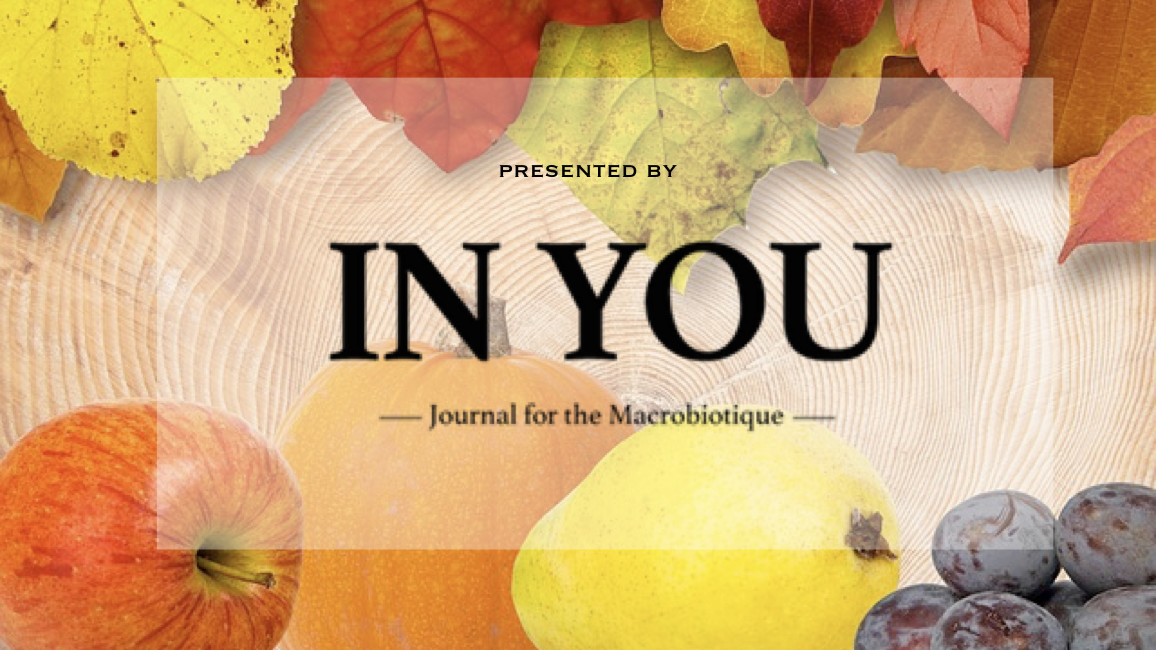 PRESENTED BY
IN YOU
— Journal for the Macrobiotique —